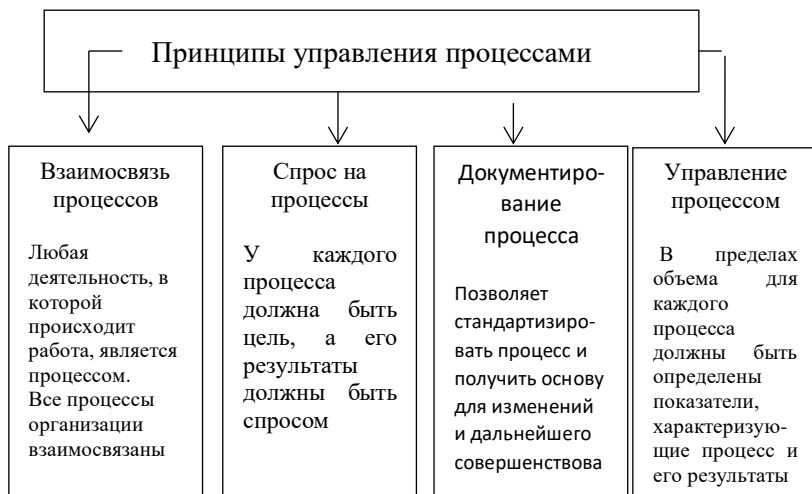 Принципы управления процессами
Взаимосвязь
процессов
Любая
деятельность, в
которой
происходит
работа, является
процессом.
Все процессы
организации
взаимосвязаны
Спрос на
процессы
У каждого
процесса
должна быть
цель, а его
результаты
должны быть
спросом
Документиро-
вание
процесса
Позволяет
стандартизиро-
вать процесс и
получить основу
для изменений
и дальнейшего
совершенствова
Управление
процессом
В пределах
объема для
каждого
процесса
должны быть
определены
показатели,
характеризую-
щие процесс и
его результаты